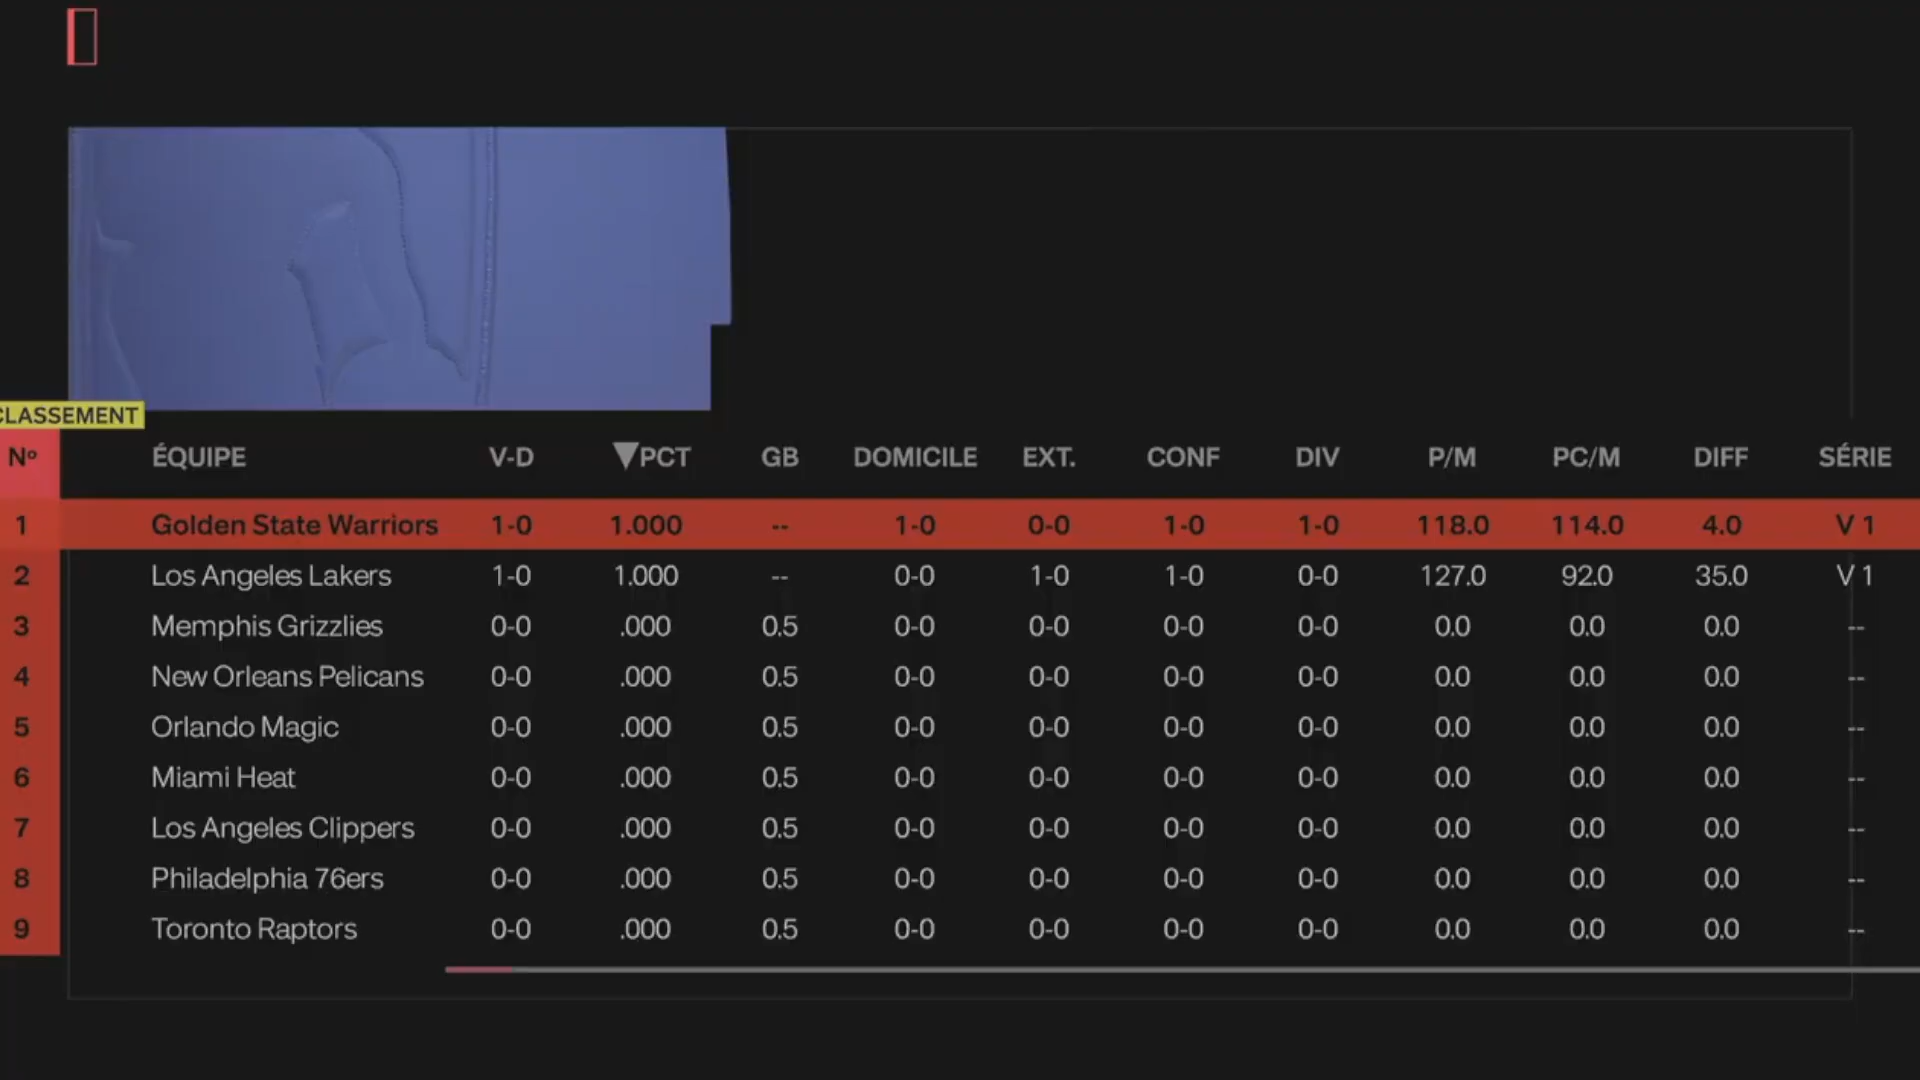 CLASSEMENT
Nº ÉQUIPE V-D ▼PCT GB DOMICILE EXT. CONF DIV P/M PC/M DIFF SÉRIE
1 Golden State Warriors 1-0 1.000 -- 1-0 0-0 1-0 1-0 118.0 114.0 4.0 V 1
2 Los Angeles Lakers 1-0 1.000 -- 0-0 1-0 1-0 0-0 127.0 92.0 35.0 V 1
3 Memphis Grizzlies 0-0 .000 0.5 0-0 0-0 0-0 0-0 0.0 0.0 0.0 --
4 New Orleans Pelicans 0-0 .000 0.5 0-0 0-0 0-0 0-0 0.0 0.0 0.0 --
5 Orlando Magic 0-0 .000 0.5 0-0 0-0 0-0 0-0 0.0 0.0 0.0 --
6 Miami Heat 0-0 .000 0.5 0-0 0-0 0-0 0-0 0.0 0.0 0.0 --
7 Los Angeles Clippers 0-0 .000 0.5 0-0 0-0 0-0 0-0 0.0 0.0 0.0 --
8 Philadelphia 76ers 0-0 .000 0.5 0-0 0-0 0-0 0-0 0.0 0.0 0.0 --
9 Toronto Raptors 0-0 .000 0.5 0-0 0-0 0-0 0-0 0.0 0.0 0.0 --